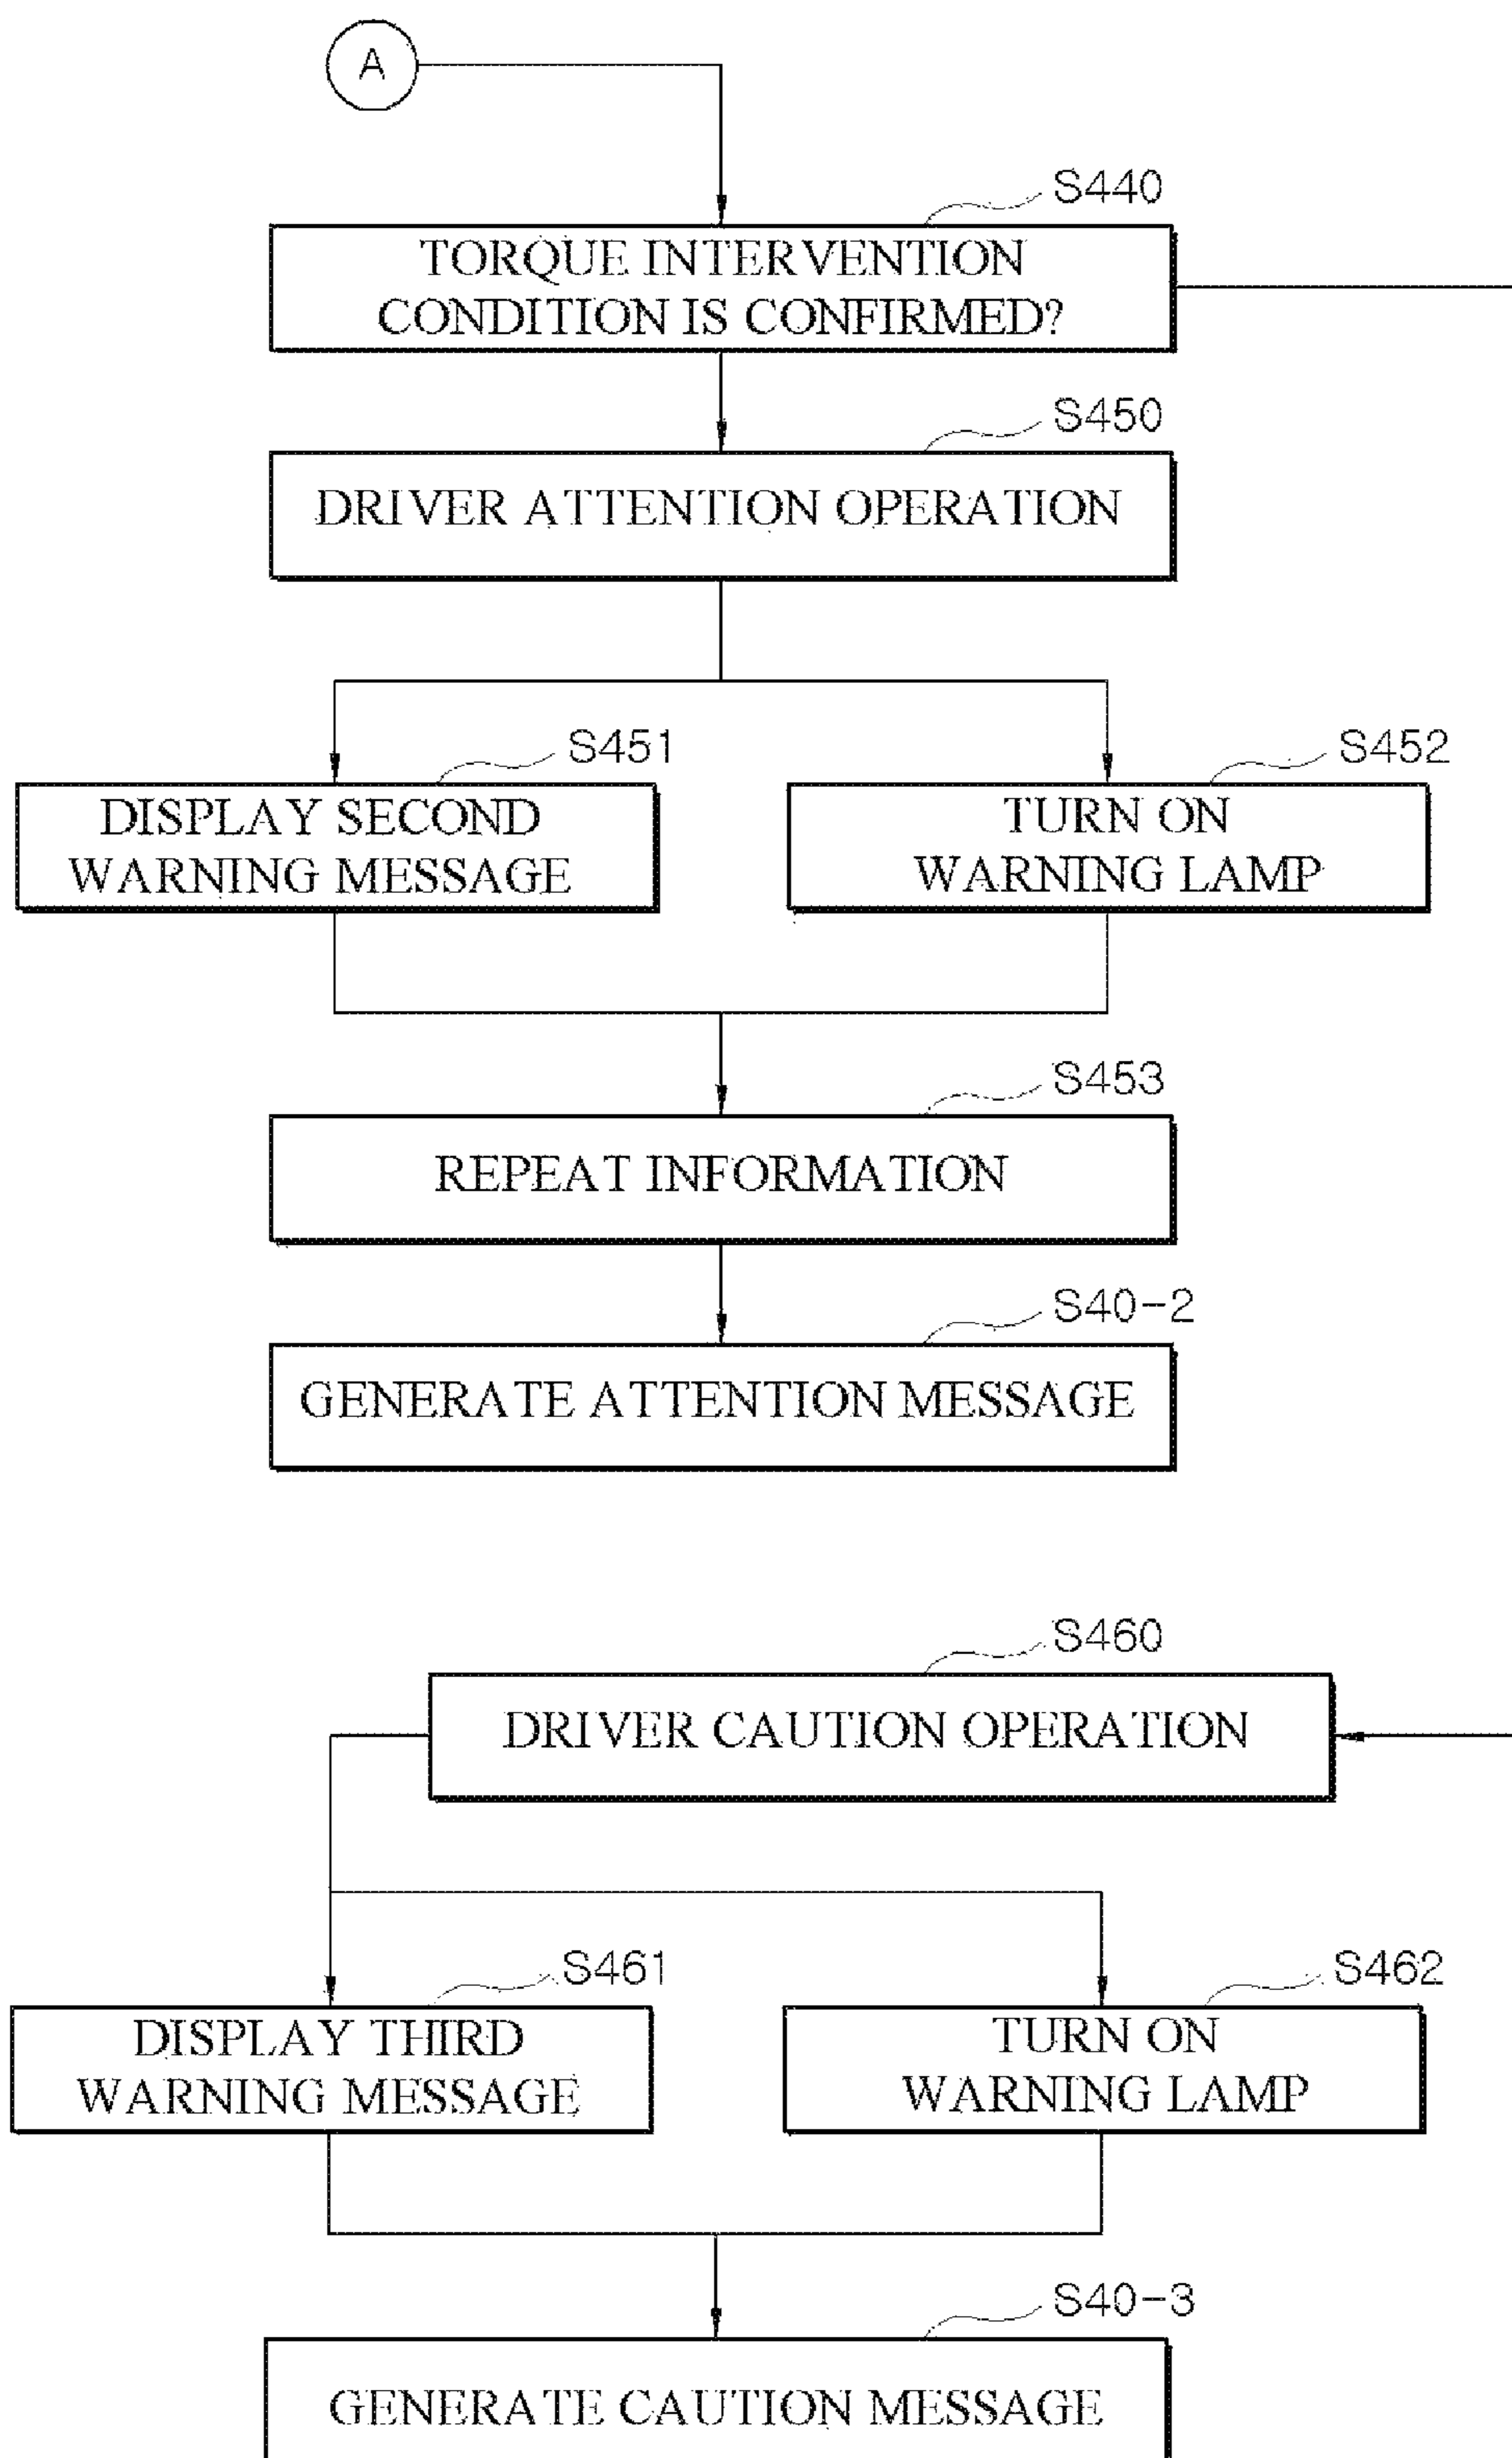 A
S440
TORQUE INTERVENTION
CONDITION IS CONFIRMED?
S450
DRIVER ATTENTION OPERATION
S451
DISPLAY SECOND
WARNING MESSAGE
S452
TURN ON
WARNING LAMP
S453
REPEAT INFORMATION
S40-2
GENERATE ATTENTION MESSAGE
S460
DRIVER CAUTION OPERATION
S461
DISPLAY THIRD
WARNING MESSAGE
S462
TURN ON
WARNING LAMP
S40-3
GENERATE CAUTION MESSAGE